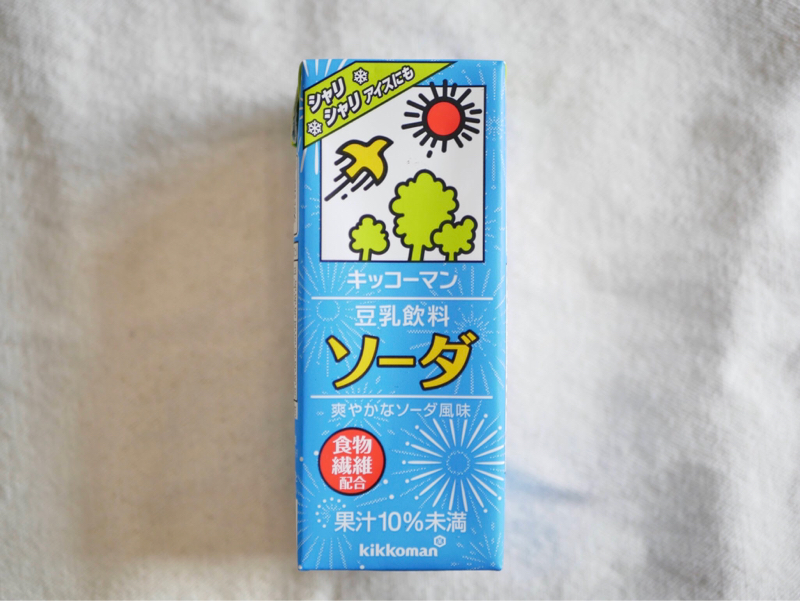 シャリ
シャリ アイスにも
キッコーマン
豆乳飲料
ソーダ
爽やかなソーダ風味
食物
繊維
配合
果汁10%未満
kikkoman